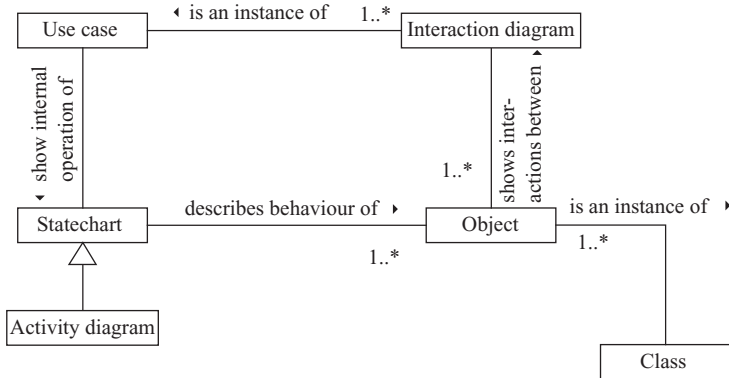 ◂ is an instance of
1..*
Use case
Interaction diagram
show internal
operation of
shows inter-
actions between
1..*
describes behaviour of ▸
is an instance of ▸
Statechart
Object
1..*
1..*
Activity diagram
Class